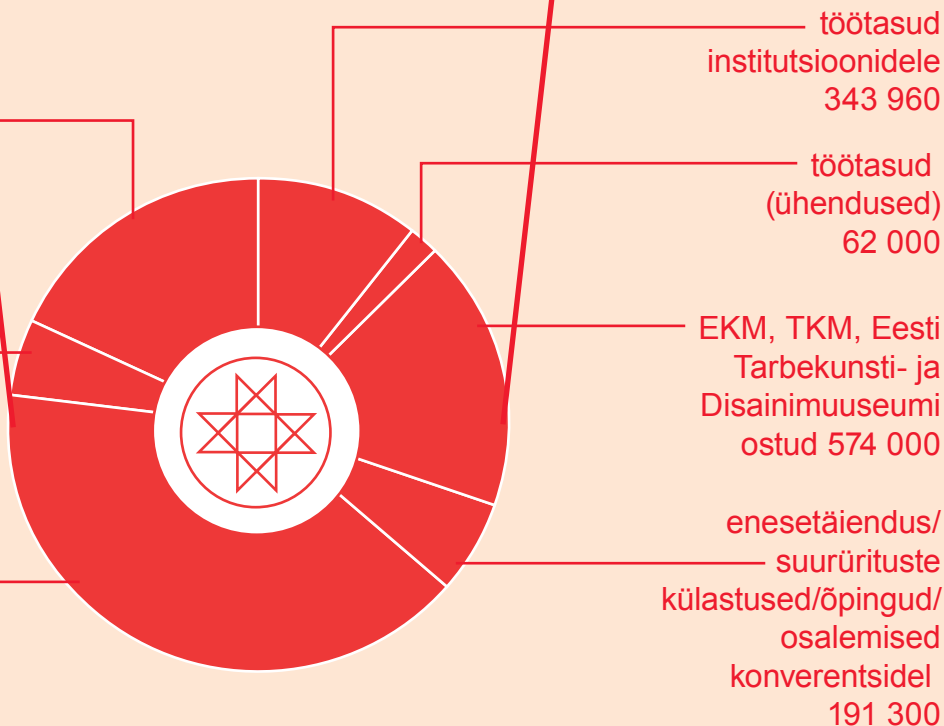 töötasud
institutsioonidele
343 960
töötasud
(ühendused)
62 000
EKM, TKM, Eesti
Tarbekunsti- ja
Disainimuuseumi
ostud 574 000
enesetäiendus/
suurürituste
külastused/õpingud/
osalemised
konverentsidel
191 300